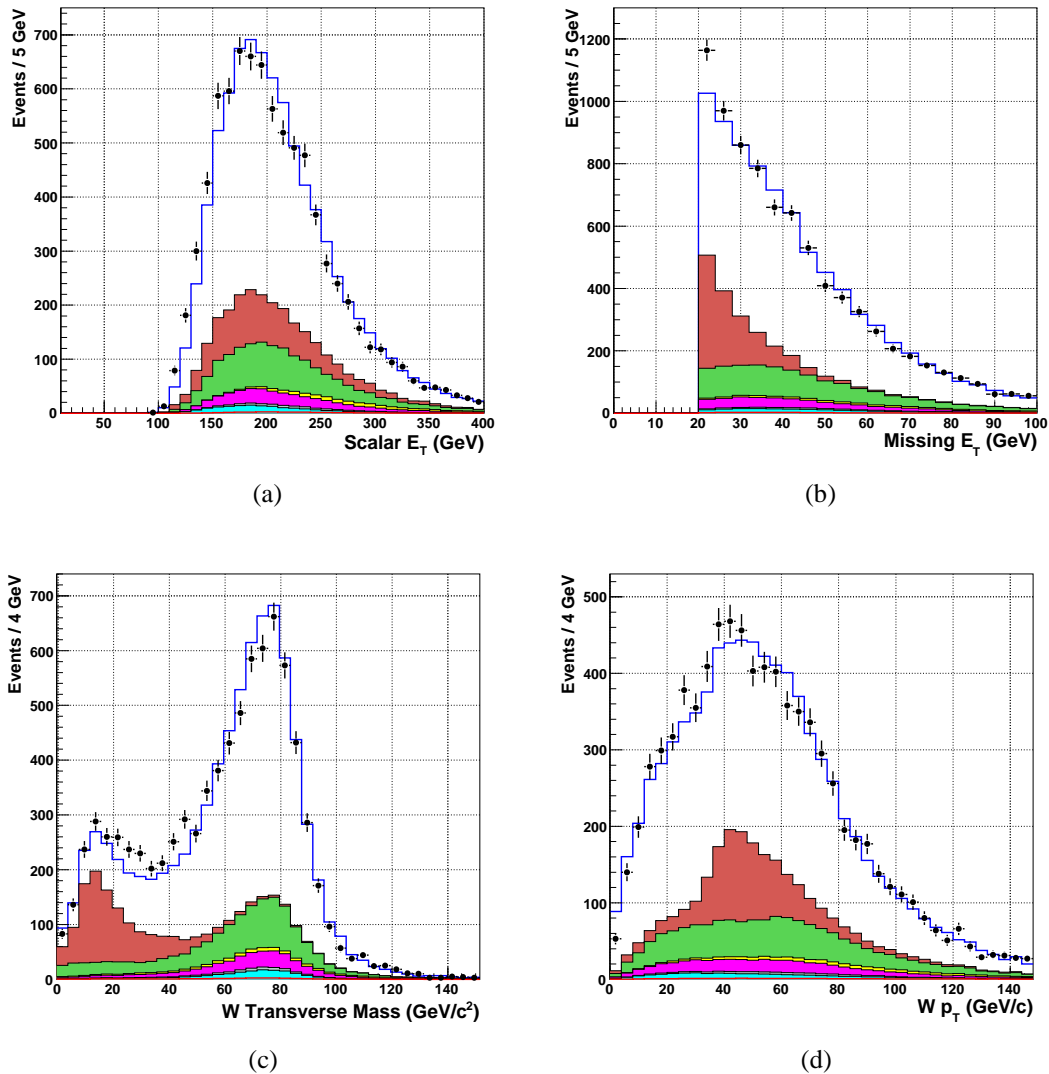 Events / 5 GeV
700
600
500
400
300
200
100
0
50 100 150 200 250 300 350 400
Scalar E_T (GeV)
(a)
Events / 5 GeV
1200
1000
800
600
400
200
0
0 10 20 30 40 50 60 70 80 90 100
Missing E_T (GeV)
(b)
Events / 4 GeV
700
600
500
400
300
200
100
0
0 20 40 60 80 100 120 140
W Transverse Mass (GeV/c²)
(c)
Events / 4 GeV
500
400
300
200
100
0
0 20 40 60 80 100 120 140
W p_T (GeV/c)
(d)